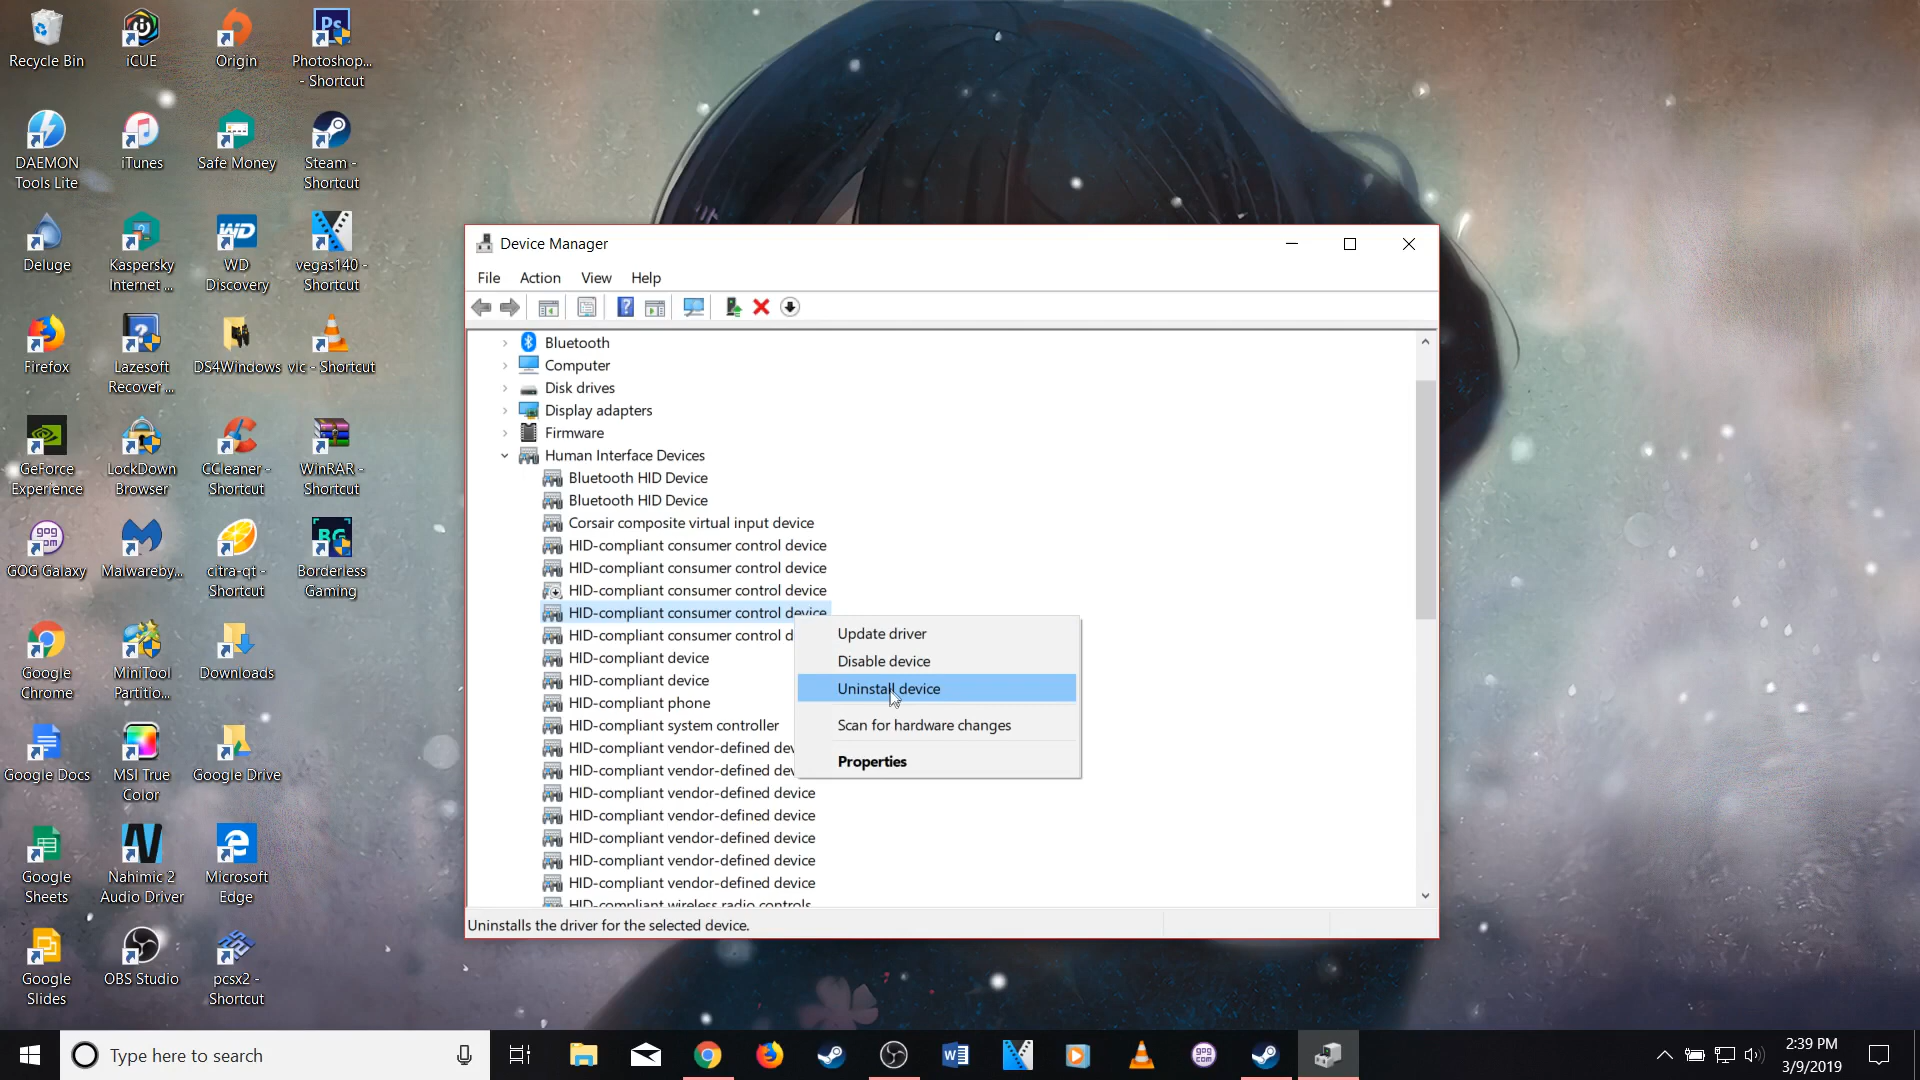 Recycle Bin
iCUE
Origin
Photoshop...
- Shortcut
DAEMON
Tools Lite
iTunes
Safe Money
Steam -
Shortcut
Deluge
Kaspersky
Internet ...
WD
WD
Discovery
vegas140 -
Shortcut
Firefox
Lazesoft
Recover ...
DS4Windows
vlc - Shortcut
GeForce
Experience
LockDown
Browser
CCleaner -
Shortcut
WinRAR -
Shortcut
GOG Galaxy
Malwareby...
citra-qt -
Shortcut
Borderless
Gaming
Google
Chrome
MiniTool
Partitio...
Downloads
Google Docs
MSI True
Color
Google Drive
Google
Sheets
Nahimic 2
Audio Driver
Microsoft
Edge
Google
Slides
OBS Studio
pcsx2 -
Shortcut
Device Manager
File Action View Help
Bluetooth
Computer
Disk drives
Display adapters
Firmware
Human Interface Devices
Bluetooth HID Device
Bluetooth HID Device
Corsair composite virtual input device
HID-compliant consumer control device
HID-compliant consumer control device
HID-compliant consumer control device
HID-compliant consumer control device
HID-compliant consumer control d
HID-compliant device
HID-compliant device
HID-compliant phone
HID-compliant system controller
HID-compliant vendor-defined dev
HID-compliant vendor-defined dev
HID-compliant vendor-defined device
HID-compliant vendor-defined device
HID-compliant vendor-defined device
HID-compliant vendor-defined device
HID-compliant vendor-defined device
HID-compliant wireless radio controls
Update driver
Disable device
Uninstall device
Scan for hardware changes
Properties
Uninstalls the driver for the selected device.
Type here to search
2:39 PM
3/9/2019